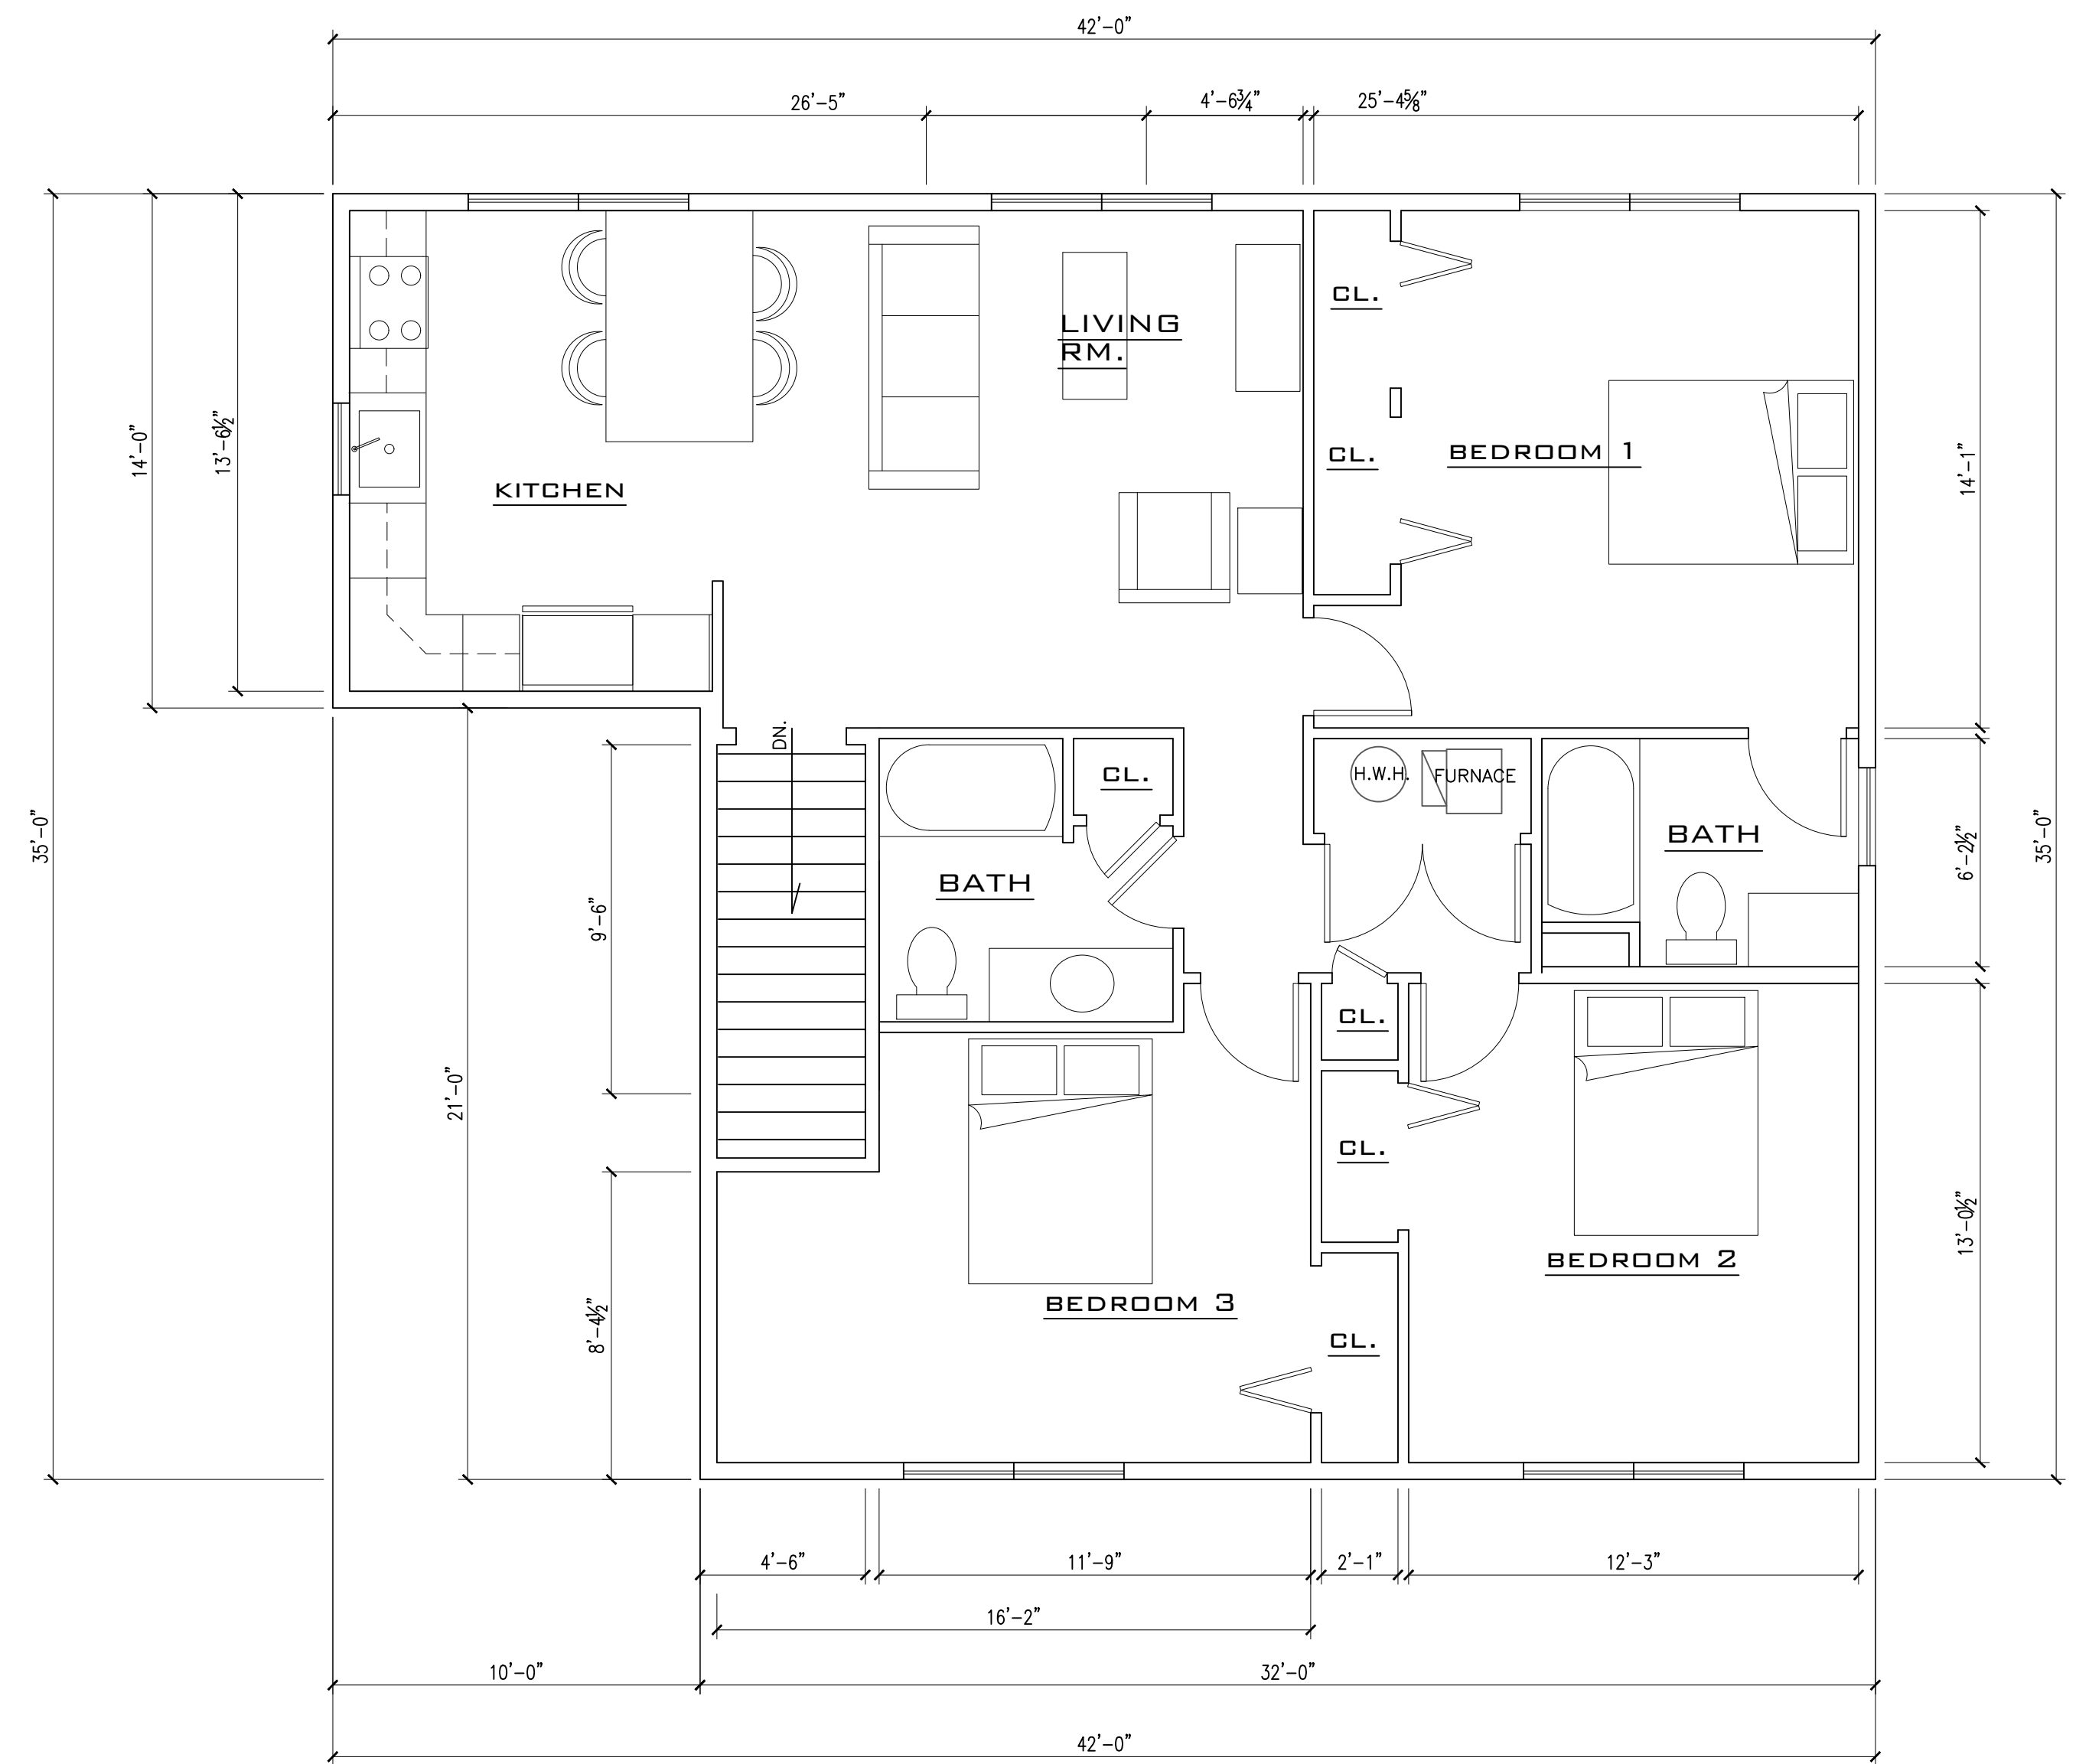 42'-0"
26'-5"
4'-6¾"
25'-4⅝"
CL.
LIVING
RM.
14'-0"
13'-6½"
CL.
BEDROOM 1
14'-1"
KITCHEN
DN.
CL.
H.W.H.
FURNACE
35'-0"
BATH
6'-2½"
35'-0"
BATH
9'-6"
CL.
21'-0"
CL.
13'-0½"
BEDROOM 2
8'-4½"
BEDROOM 3
CL.
4'-6"
11'-9"
2'-1"
12'-3"
16'-2"
10'-0"
32'-0"
42'-0"